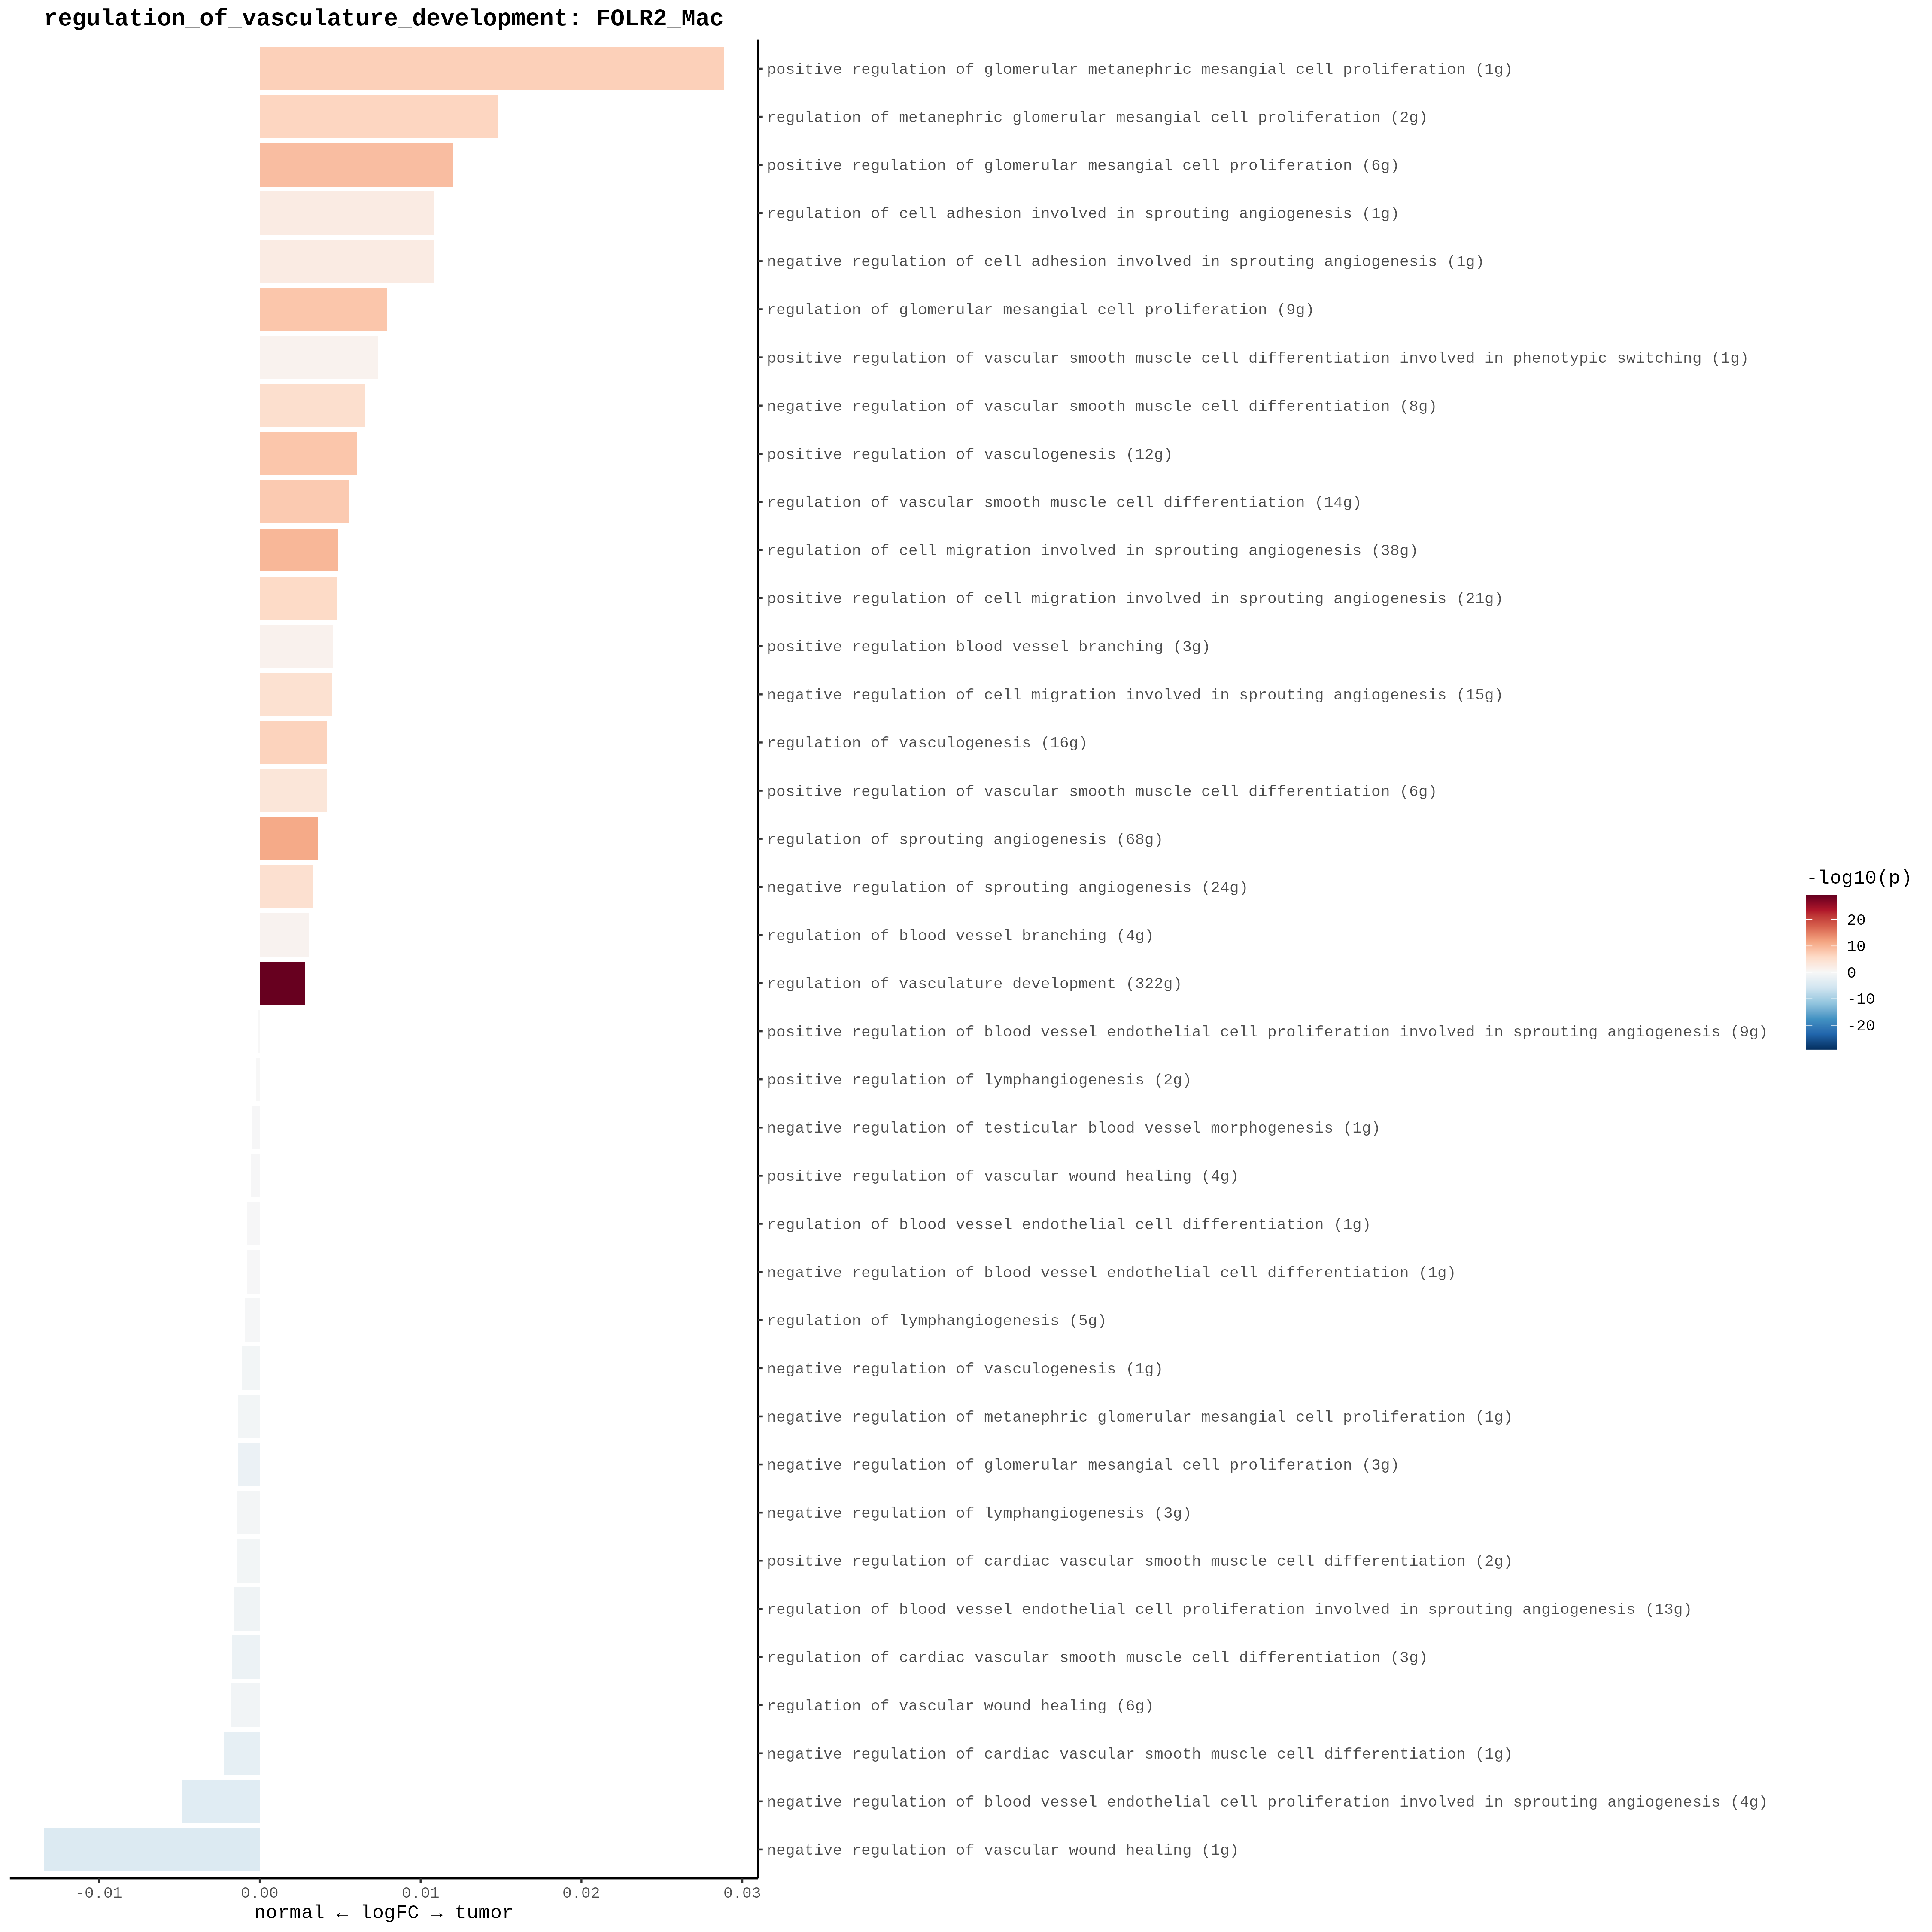 regulation_of_vasculature_development: FOLR2_Mac
positive regulation of glomerular metanephric mesangial cell proliferation (1g)
regulation of metanephric glomerular mesangial cell proliferation (2g)
positive regulation of glomerular mesangial cell proliferation (6g)
regulation of cell adhesion involved in sprouting angiogenesis (1g)
negative regulation of cell adhesion involved in sprouting angiogenesis (1g)
regulation of glomerular mesangial cell proliferation (9g)
positive regulation of vascular smooth muscle cell differentiation involved in phenotypic switching (1g)
negative regulation of vascular smooth muscle cell differentiation (8g)
positive regulation of vasculogenesis (12g)
regulation of vascular smooth muscle cell differentiation (14g)
regulation of cell migration involved in sprouting angiogenesis (38g)
positive regulation of cell migration involved in sprouting angiogenesis (21g)
positive regulation blood vessel branching (3g)
negative regulation of cell migration involved in sprouting angiogenesis (15g)
regulation of vasculogenesis (16g)
positive regulation of vascular smooth muscle cell differentiation (6g)
regulation of sprouting angiogenesis (68g)
negative regulation of sprouting angiogenesis (24g)
regulation of blood vessel branching (4g)
regulation of vasculature development (322g)
positive regulation of blood vessel endothelial cell proliferation involved in sprouting angiogenesis (9g)
positive regulation of lymphangiogenesis (2g)
negative regulation of testicular blood vessel morphogenesis (1g)
positive regulation of vascular wound healing (4g)
regulation of blood vessel endothelial cell differentiation (1g)
negative regulation of blood vessel endothelial cell differentiation (1g)
regulation of lymphangiogenesis (5g)
negative regulation of vasculogenesis (1g)
negative regulation of metanephric glomerular mesangial cell proliferation (1g)
negative regulation of glomerular mesangial cell proliferation (3g)
negative regulation of lymphangiogenesis (3g)
positive regulation of cardiac vascular smooth muscle cell differentiation (2g)
regulation of blood vessel endothelial cell proliferation involved in sprouting angiogenesis (13g)
regulation of cardiac vascular smooth muscle cell differentiation (3g)
regulation of vascular wound healing (6g)
negative regulation of cardiac vascular smooth muscle cell differentiation (1g)
negative regulation of blood vessel endothelial cell proliferation involved in sprouting angiogenesis (4g)
negative regulation of vascular wound healing (1g)
-0.01 0.00 0.01 0.02 0.03
normal ← logFC → tumor
-log10(p)
20
10
0
-10
-20